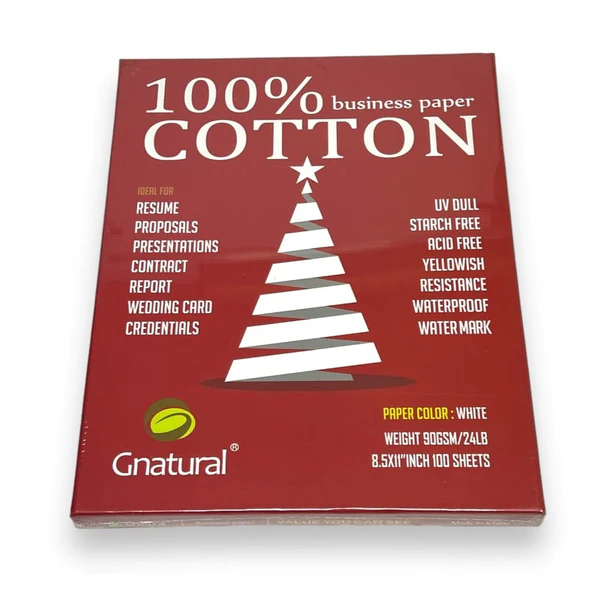 100% business paper
COTTON
IDEAL FOR
RESUME
PROPOSALS
PRESENTATIONS
CONTRACT
REPORT
WEDDING CARD
CREDENTIALS
UV DULL
STARCH FREE
ACID FREE
YELLOWISH
RESISTANCE
WATERPROOF
WATER MARK
PAPER COLOR : WHITE
WEIGHT 90GSM/24LB
8.5X11"INCH 100 SHEETS
Gnatural®
VALUE YOU CAN SEE